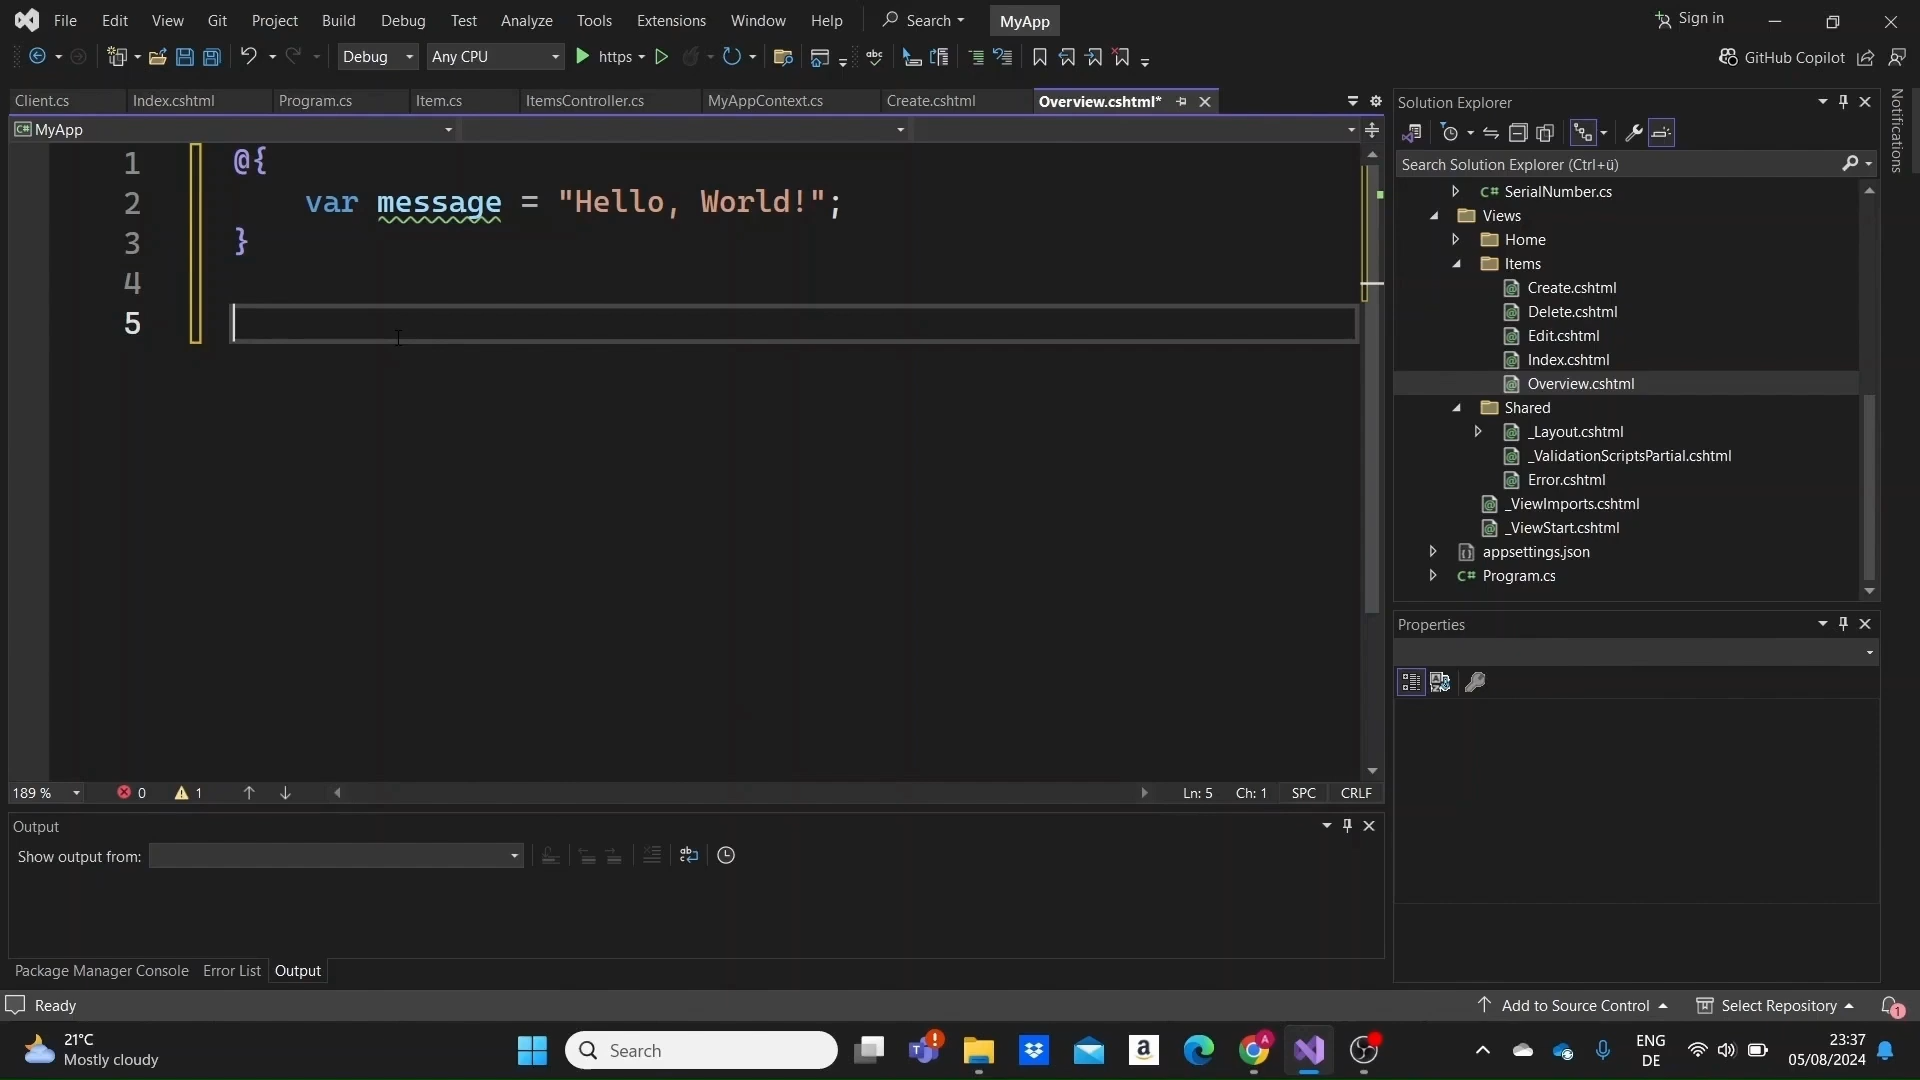 File Edit View Git Project Build Debug Test Analyze Tools Extensions Window Help Search MyApp Sign in
Debug Any CPU https GitHub Copilot
Client.cs Index.cshtml Program.cs Item.cs ItemsController.cs MyAppContext.cs Create.cshtml Overview.cshtml*
MyApp
1 @{
2 var message = "Hello, World!";
3 }
4
5
189 % 0 1 Ln: 5 Ch: 1 SPC CRLF
Output
Show output from:
Package Manager Console Error List Output
Solution Explorer
Search Solution Explorer (Ctrl+ü)
C# SerialNumber.cs
Views
Home
Items
Create.cshtml
Delete.cshtml
Edit.cshtml
Index.cshtml
Overview.cshtml
Shared
_Layout.cshtml
_ValidationScriptsPartial.cshtml
Error.cshtml
_ViewImports.cshtml
_ViewStart.cshtml
appsettings.json
C# Program.cs
Properties
Notifications
Ready Add to Source Control Select Repository 1
21°C
Mostly cloudy
Search
ENG
DE
23:37
05/08/2024